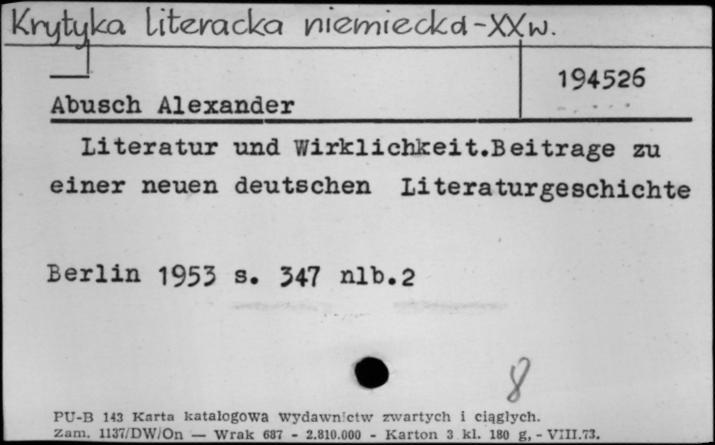 Krytyka literacka niemiecka-XXw.
194526
Abusch Alexander
Literatur und Wirklichkeit.Beitrage zu
einer neuen deutschen Literaturgeschichte
Berlin 1953 s. 347 nlb.2
8
PU-B 143 Karta katalogowa wydawnictw zwartych i ciągłych.
Zam. 1137/DW/On — Wrak 687 - 2.810.000 - Karton 3 kl. 180 g, - VIII.73.